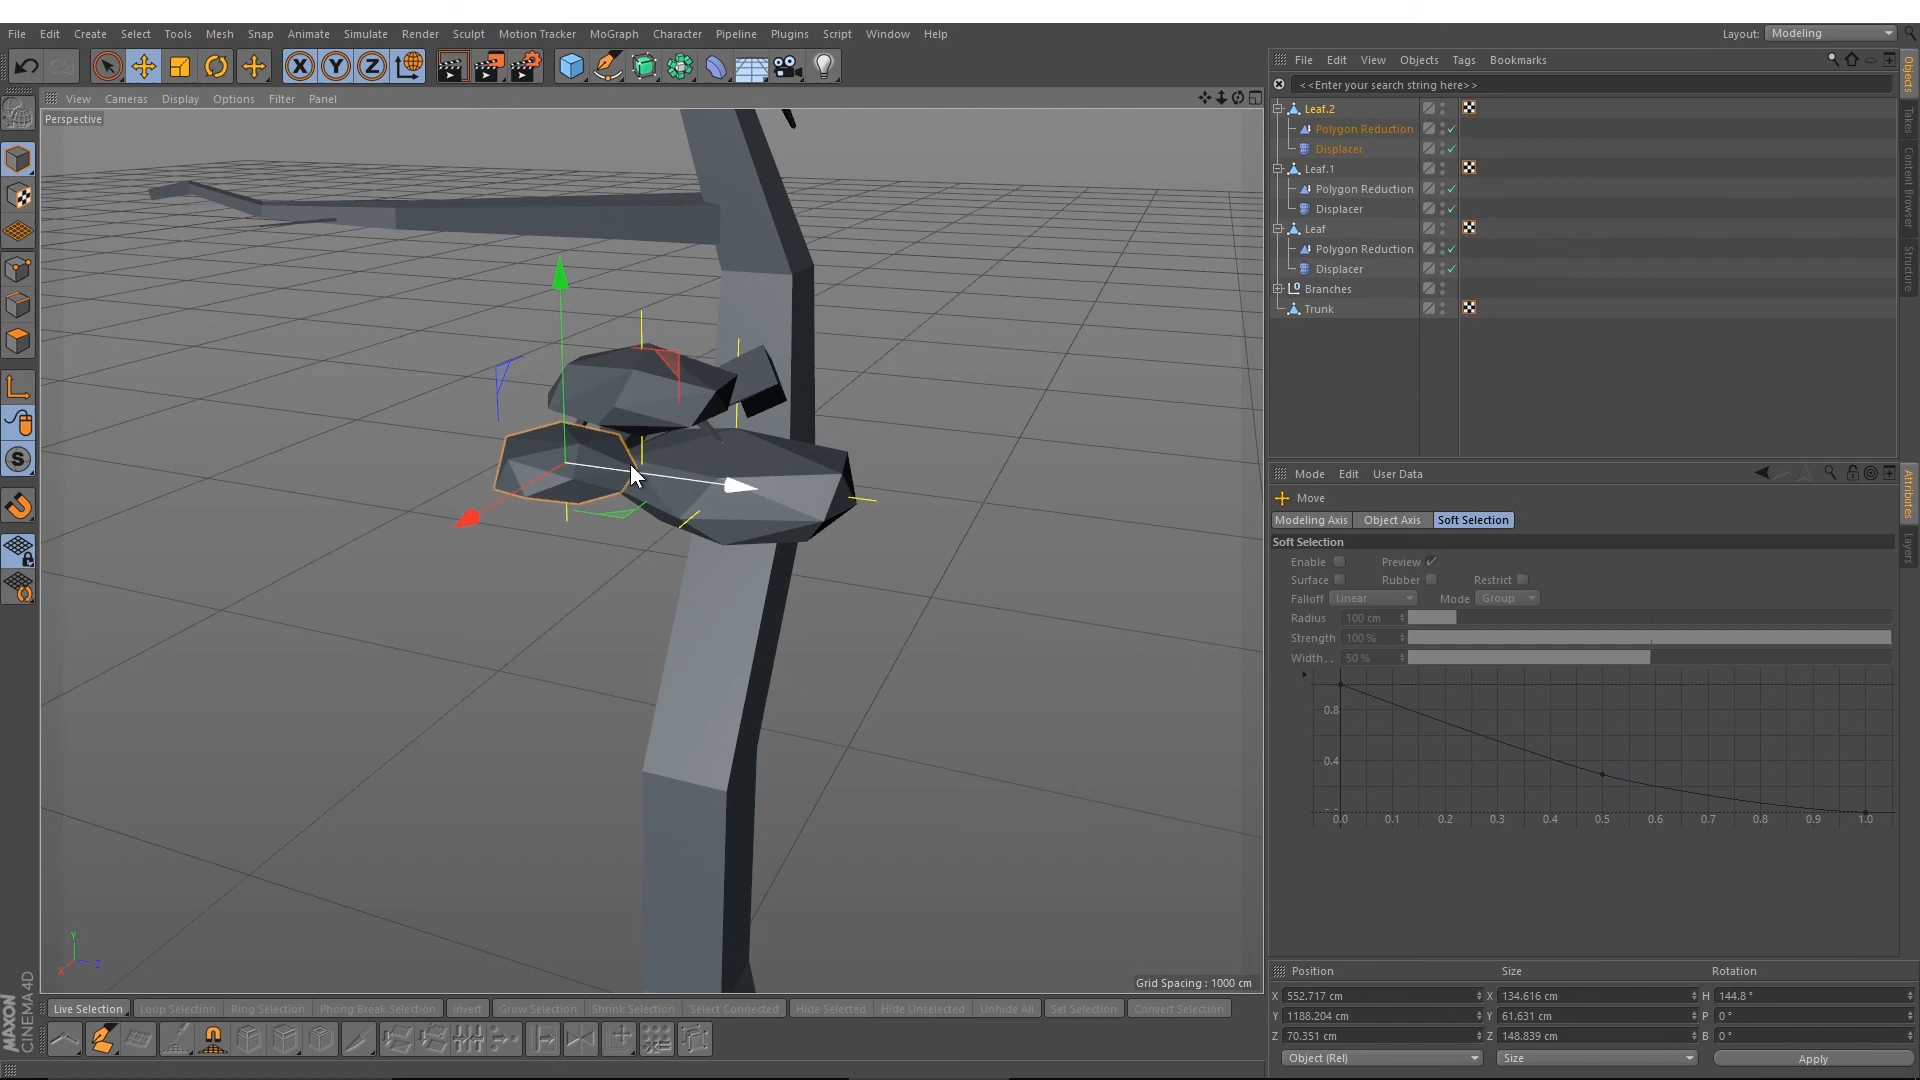 File Edit Create Select Tools Mesh Snap Animate Simulate Render Sculpt Motion Tracker MoGraph Character Pipeline Plugins Script Window Help Layout: Modeling
File Edit View Objects Tags Bookmarks
<<Enter your search string here>>
View Cameras Display Options Filter Panel
Perspective
Leaf.2
Polygon Reduction
Displacer
Leaf.1
Polygon Reduction
Displacer
Leaf
Polygon Reduction
Displacer
Branches
Trunk
Objects
Takes
Content Browser
Structure
Attributes
Layers
Mode Edit User Data
Move
Modeling Axis Object Axis Soft Selection
Soft Selection
Enable Preview
Surface Rubber Restrict
Falloff Linear Mode Group
Radius 100 cm
Strength 100 %
Width . . 50 %
0.8
0.4
0.0 0.1 0.2 0.3 0.4 0.5 0.6 0.7 0.8 0.9 1.0
Y
X
Z
Grid Spacing : 1000 cm
Live Selection Loop Selection Ring Selection Phong Break Selection Invert Grow Selection Shrink Selection Select Connected Hide Selected Hide Unselected Unhide All Set Selection Convert Selection
MAXON
CINEMA 4D
Position Size Rotation
X 552.717 cm X 134.616 cm H 144.8 °
Y 1188.204 cm Y 61.631 cm P 0 °
Z 70.351 cm Z 148.839 cm B 0 °
Object (Rel) Size Apply